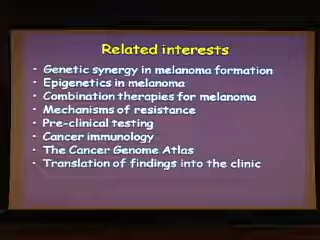 Related interests
• Genetic synergy in melanoma formation
• Epigenetics in melanoma
• Combination therapies for melanoma
• Mechanisms of resistance
• Pre-clinical testing
• Cancer immunology
• The Cancer Genome Atlas
• Translation of findings into the clinic